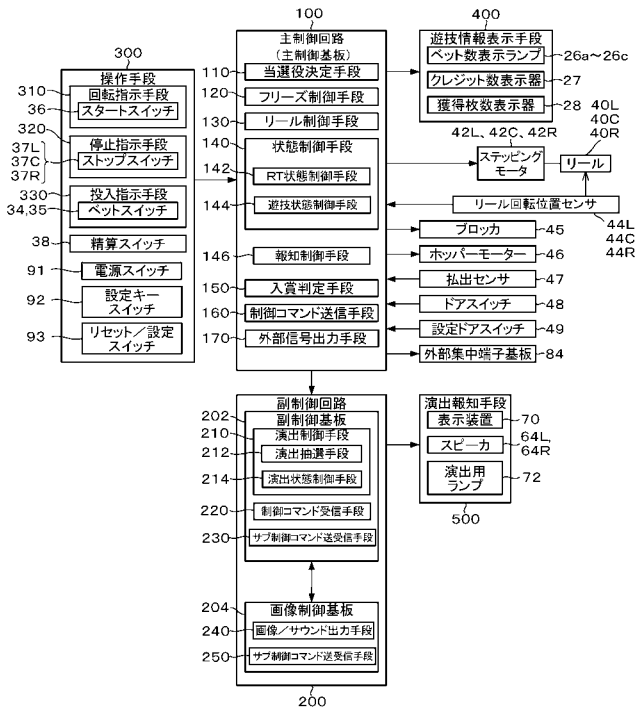 300
操作手段
310
回転指示手段
36
スタートスイッチ
320
停止指示手段
37L
37C
37R
ストップスイッチ
330
投入指示手段
34,35
ベットスイッチ
38
精算スイッチ
91
電源スイッチ
92
設定キー
スイッチ
93
リセット/設定
スイッチ
100
主制御回路
(主制御基板)
110
当選役決定手段
120
フリーズ制御手段
130
リール制御手段
140
状態制御手段
142
RT状態制御手段
144
遊技状態制御手段
146
報知制御手段
150
入賞判定手段
160
制御コマンド送信手段
170
外部信号出力手段
400
遊技情報表示手段
ベット数表示ランプ
26a～26c
クレジット数表示器
27
獲得枚数表示器
28
42L、42C、42R
ステッピング
モータ
40L
40C
40R
リール
リール回転位置センサ
44L
44C
44R
ブロッカ
45
ホッパーモーター
46
払出センサ
47
ドアスイッチ
48
設定ドアスイッチ
49
外部集中端子基板
84
副制御回路
202
副制御基板
210
演出制御手段
212
演出抽選手段
214
演出状態制御手段
220
制御コマンド受信手段
230
サブ制御コマンド送受信手段
204
画像制御基板
240
画像/サウンド出力手段
250
サブ制御コマンド送受信手段
200
演出報知手段
表示装置
70
スピーカ
64L,
64R
演出用
ランプ
72
500